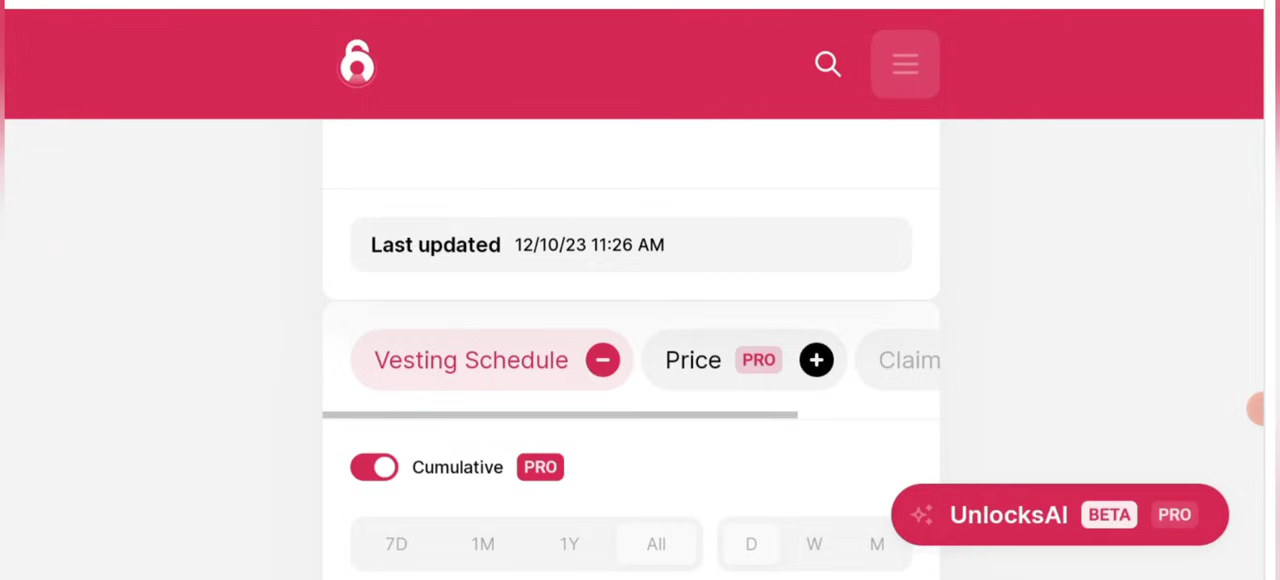 Last updated 12/10/23 11:26 AM
Vesting Schedule Price PRO Claim
Cumulative PRO
UnlocksAI BETA PRO
7D 1M 1Y All D W M